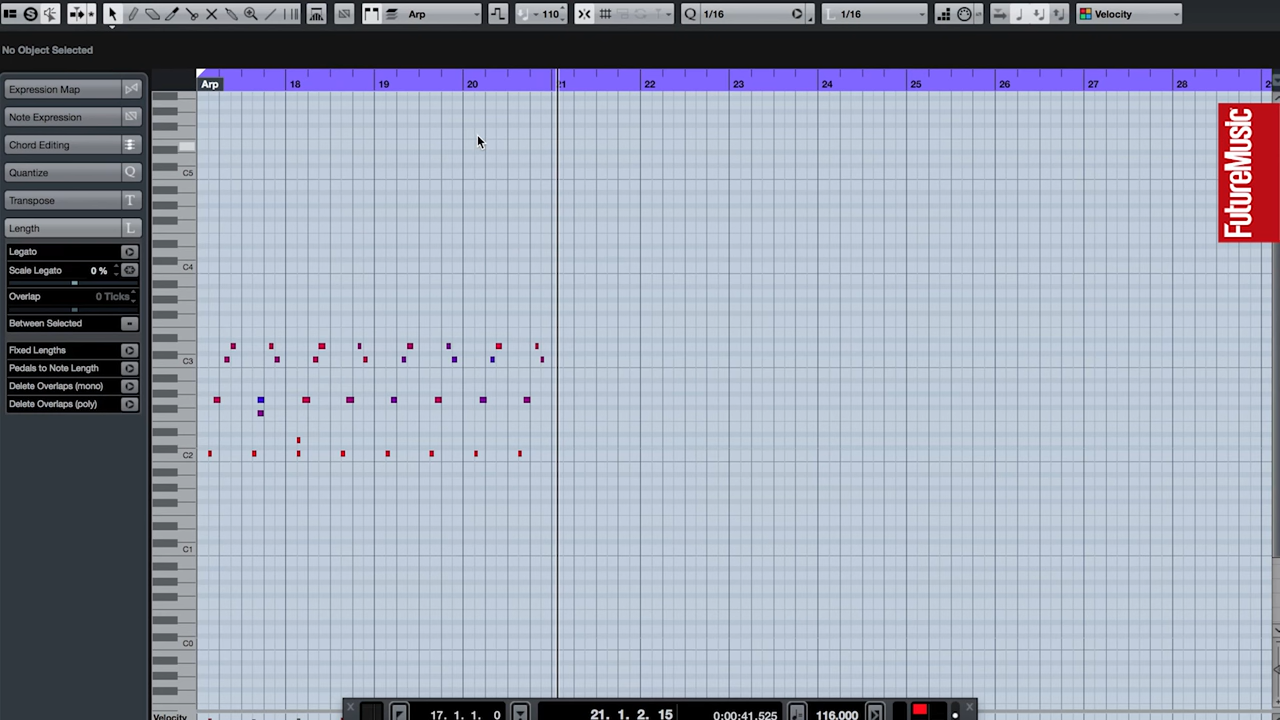 Arp
110
Q 1/16
L 1/16
Velocity
No Object Selected
Expression Map
Note Expression
Chord Editing
Quantize Q
Transpose T
Length L
Legato
Scale Legato 0 %
Overlap 0 Ticks
Between Selected
Fixed Lengths
Pedals to Note Length
Delete Overlaps (mono)
Delete Overlaps (poly)
Arp 18 19 20 21 22 23 24 25 26 27 28
C5
C4
C3
C2
C1
C0
FutureMusic
Velocity
17. 1. 1. 0
21. 1. 2. 15
0:00:41.525
116.000